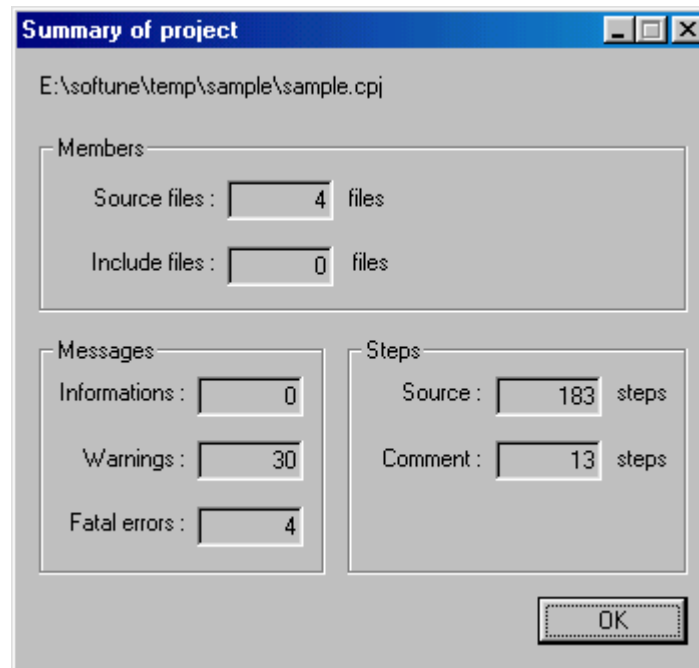 Summary of project
E:\softune\temp\sample\sample.cpj
Members
Source files : 4 files
Include files : 0 files
Messages
Informations : 0
Warnings : 30
Fatal errors : 4
Steps
Source : 183 steps
Comment : 13 steps
OK